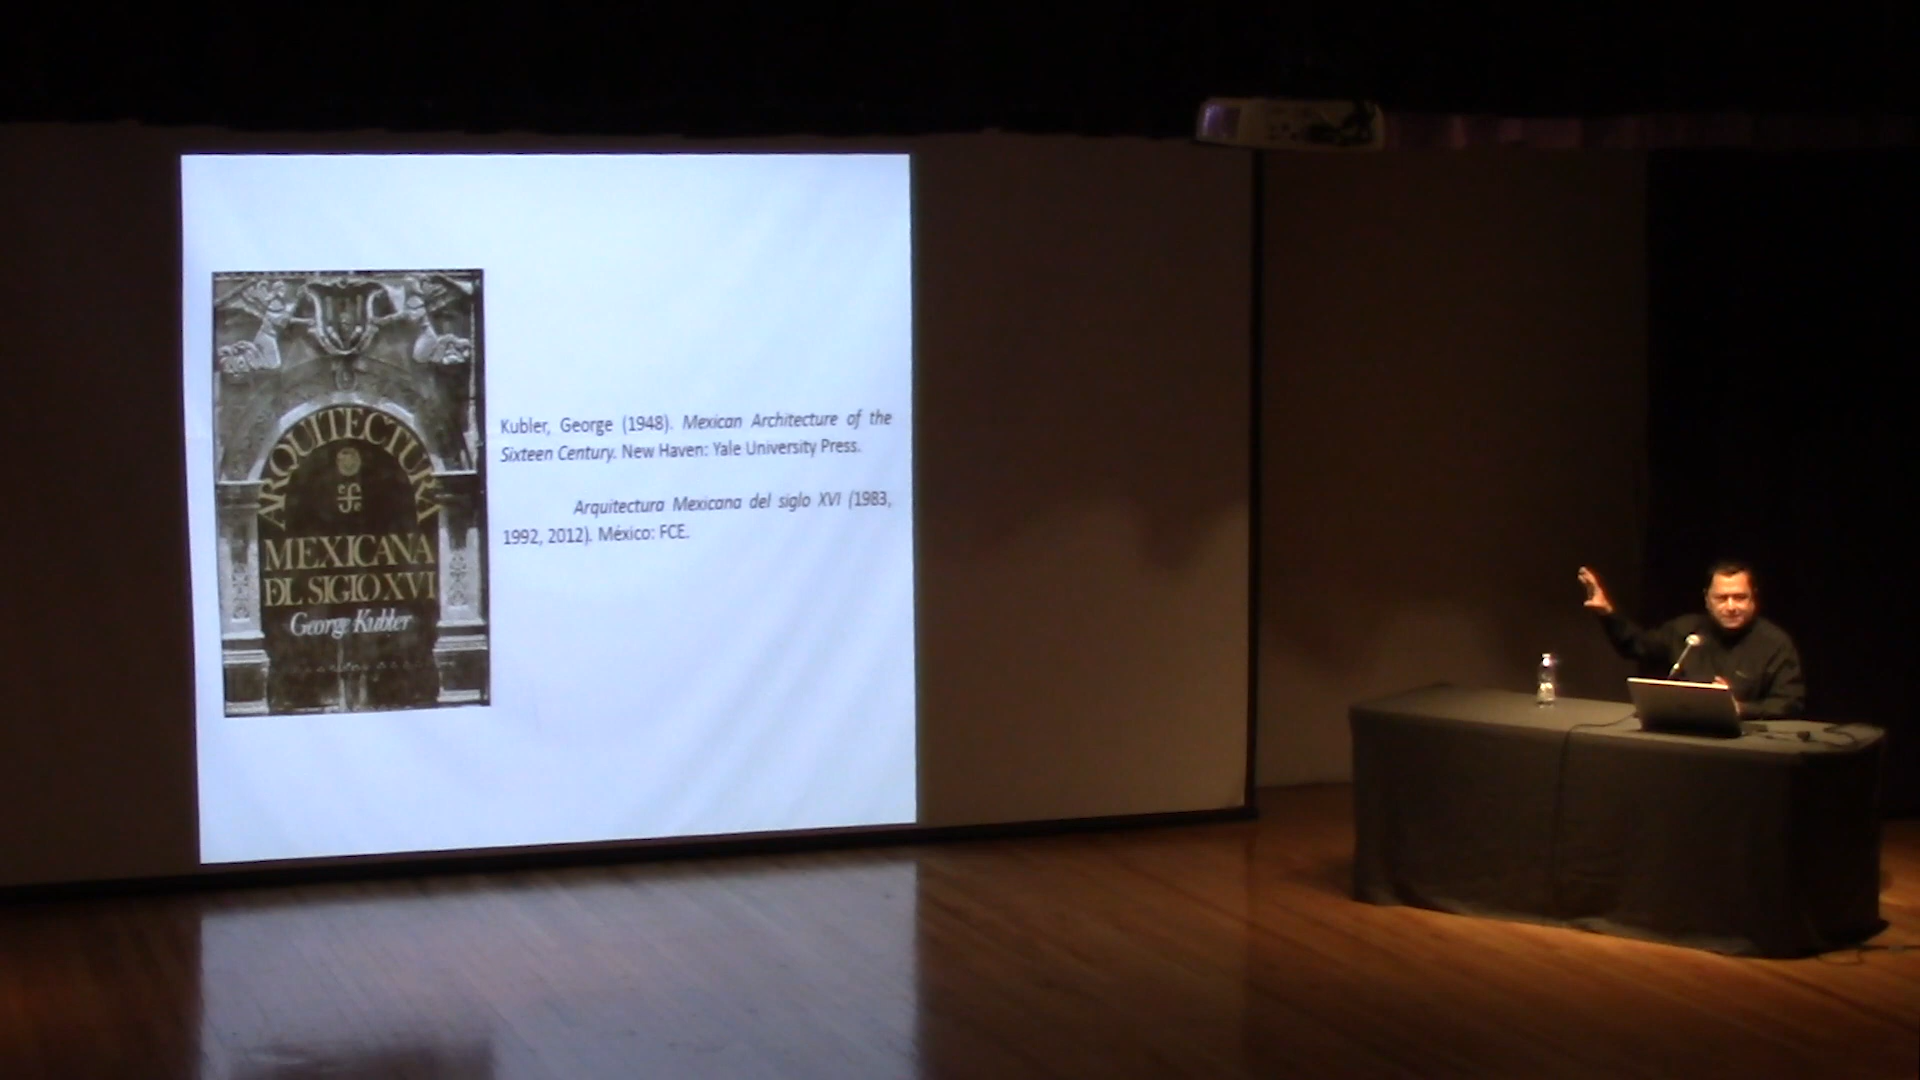 ARQUITECTURA
MEXICANA
DEL SIGLO XVI
George Kubler
Kubler, George (1948). Mexican Architecture of the
Sixteen Century. New Haven: Yale University Press.
Arquitectura Mexicana del siglo XVI (1983,
1992, 2012). México: FCE.